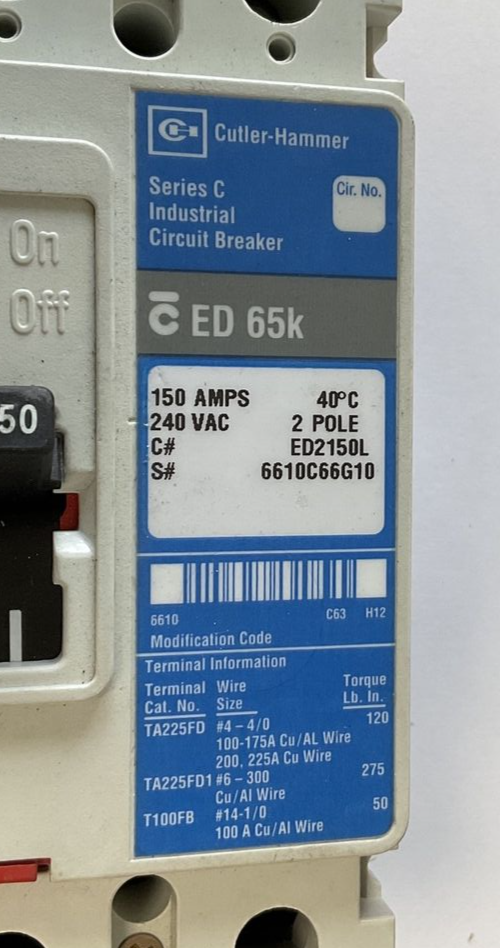 On
Off
50
Cutler-Hammer
Series C
Industrial
Circuit Breaker
Cir. No.
C ED 65k
150 AMPS 40°C
240 VAC 2 POLE
C# ED2150L
S# 6610C66G10
6610 C63 H12
Modification Code
Terminal Information
Terminal Wire Torque
Cat. No. Size Lb. In.
TA225FD #4 – 4/0 120
100-175A Cu/AL Wire
200, 225A Cu Wire
TA225FD1 #6 – 300 275
Cu/Al Wire
T100FB #14-1/0 50
100 A Cu/Al Wire